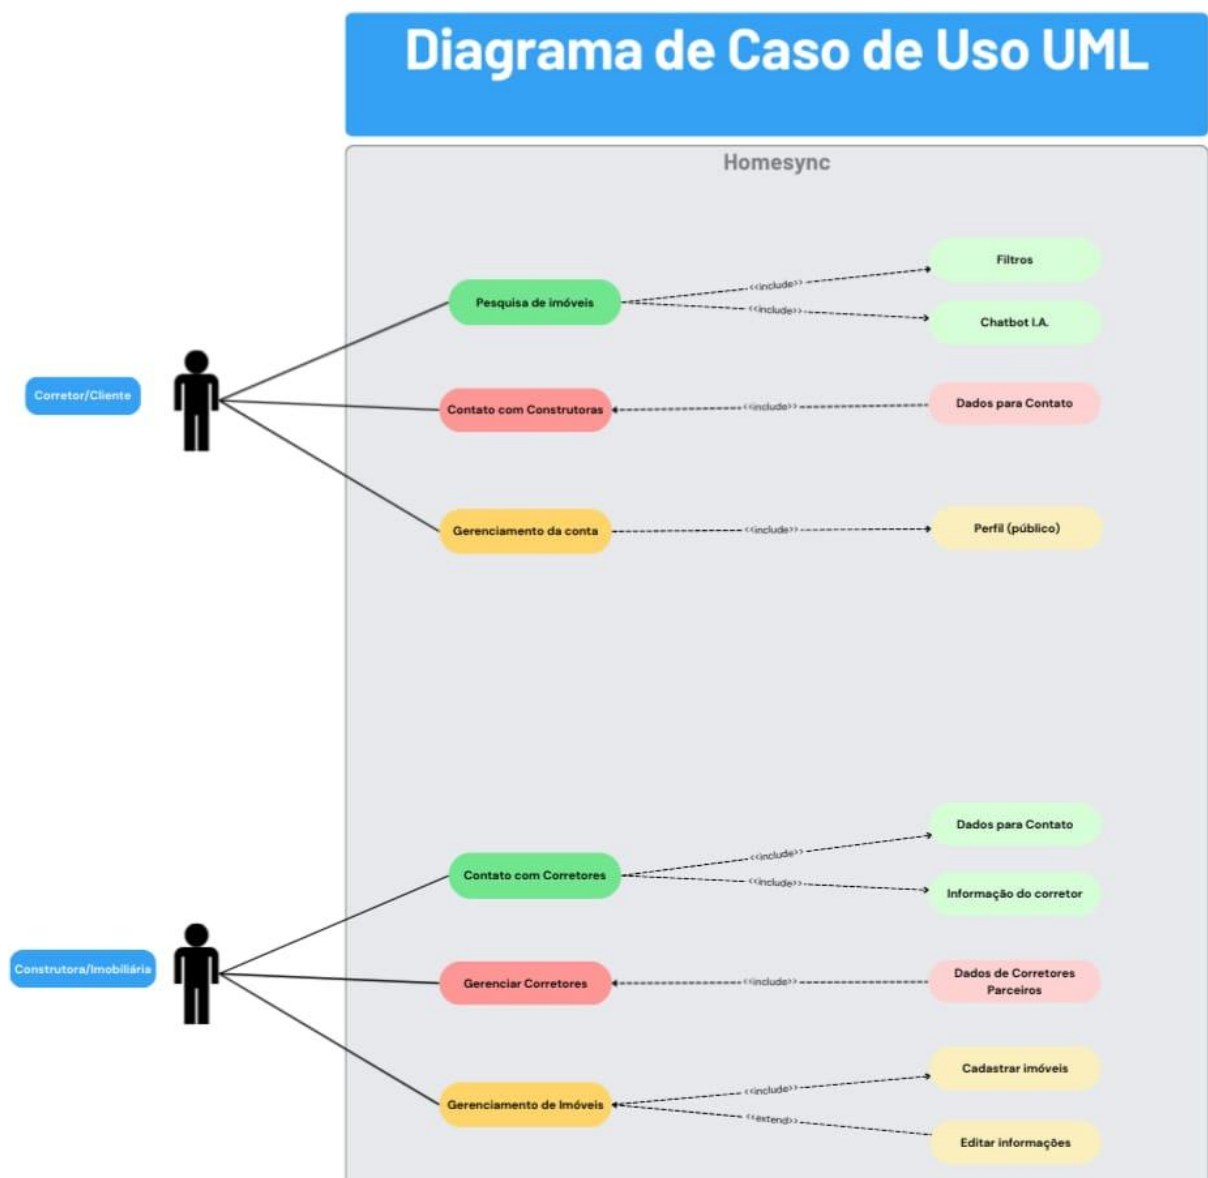 Diagrama de Caso de Uso UML
Homesync
Filtros
<<include>>
Pesquisa de imóveis
<<include>>
Chatbot I.A.
Corretor/Cliente
Contato com Construtoras
<<include>>
Dados para Contato
Gerenciamento da conta
<<include>>
Perfil (público)
Dados para Contato
<<include>>
Contato com Corretores
<<include>>
Informação do corretor
Construtora/Imobiliária
Gerenciar Corretores
<<include>>
Dados de Corretores
Parceiros
Cadastrar imóveis
<<include>>
Gerenciamento de Imóveis
<<extend>>
Editar informações